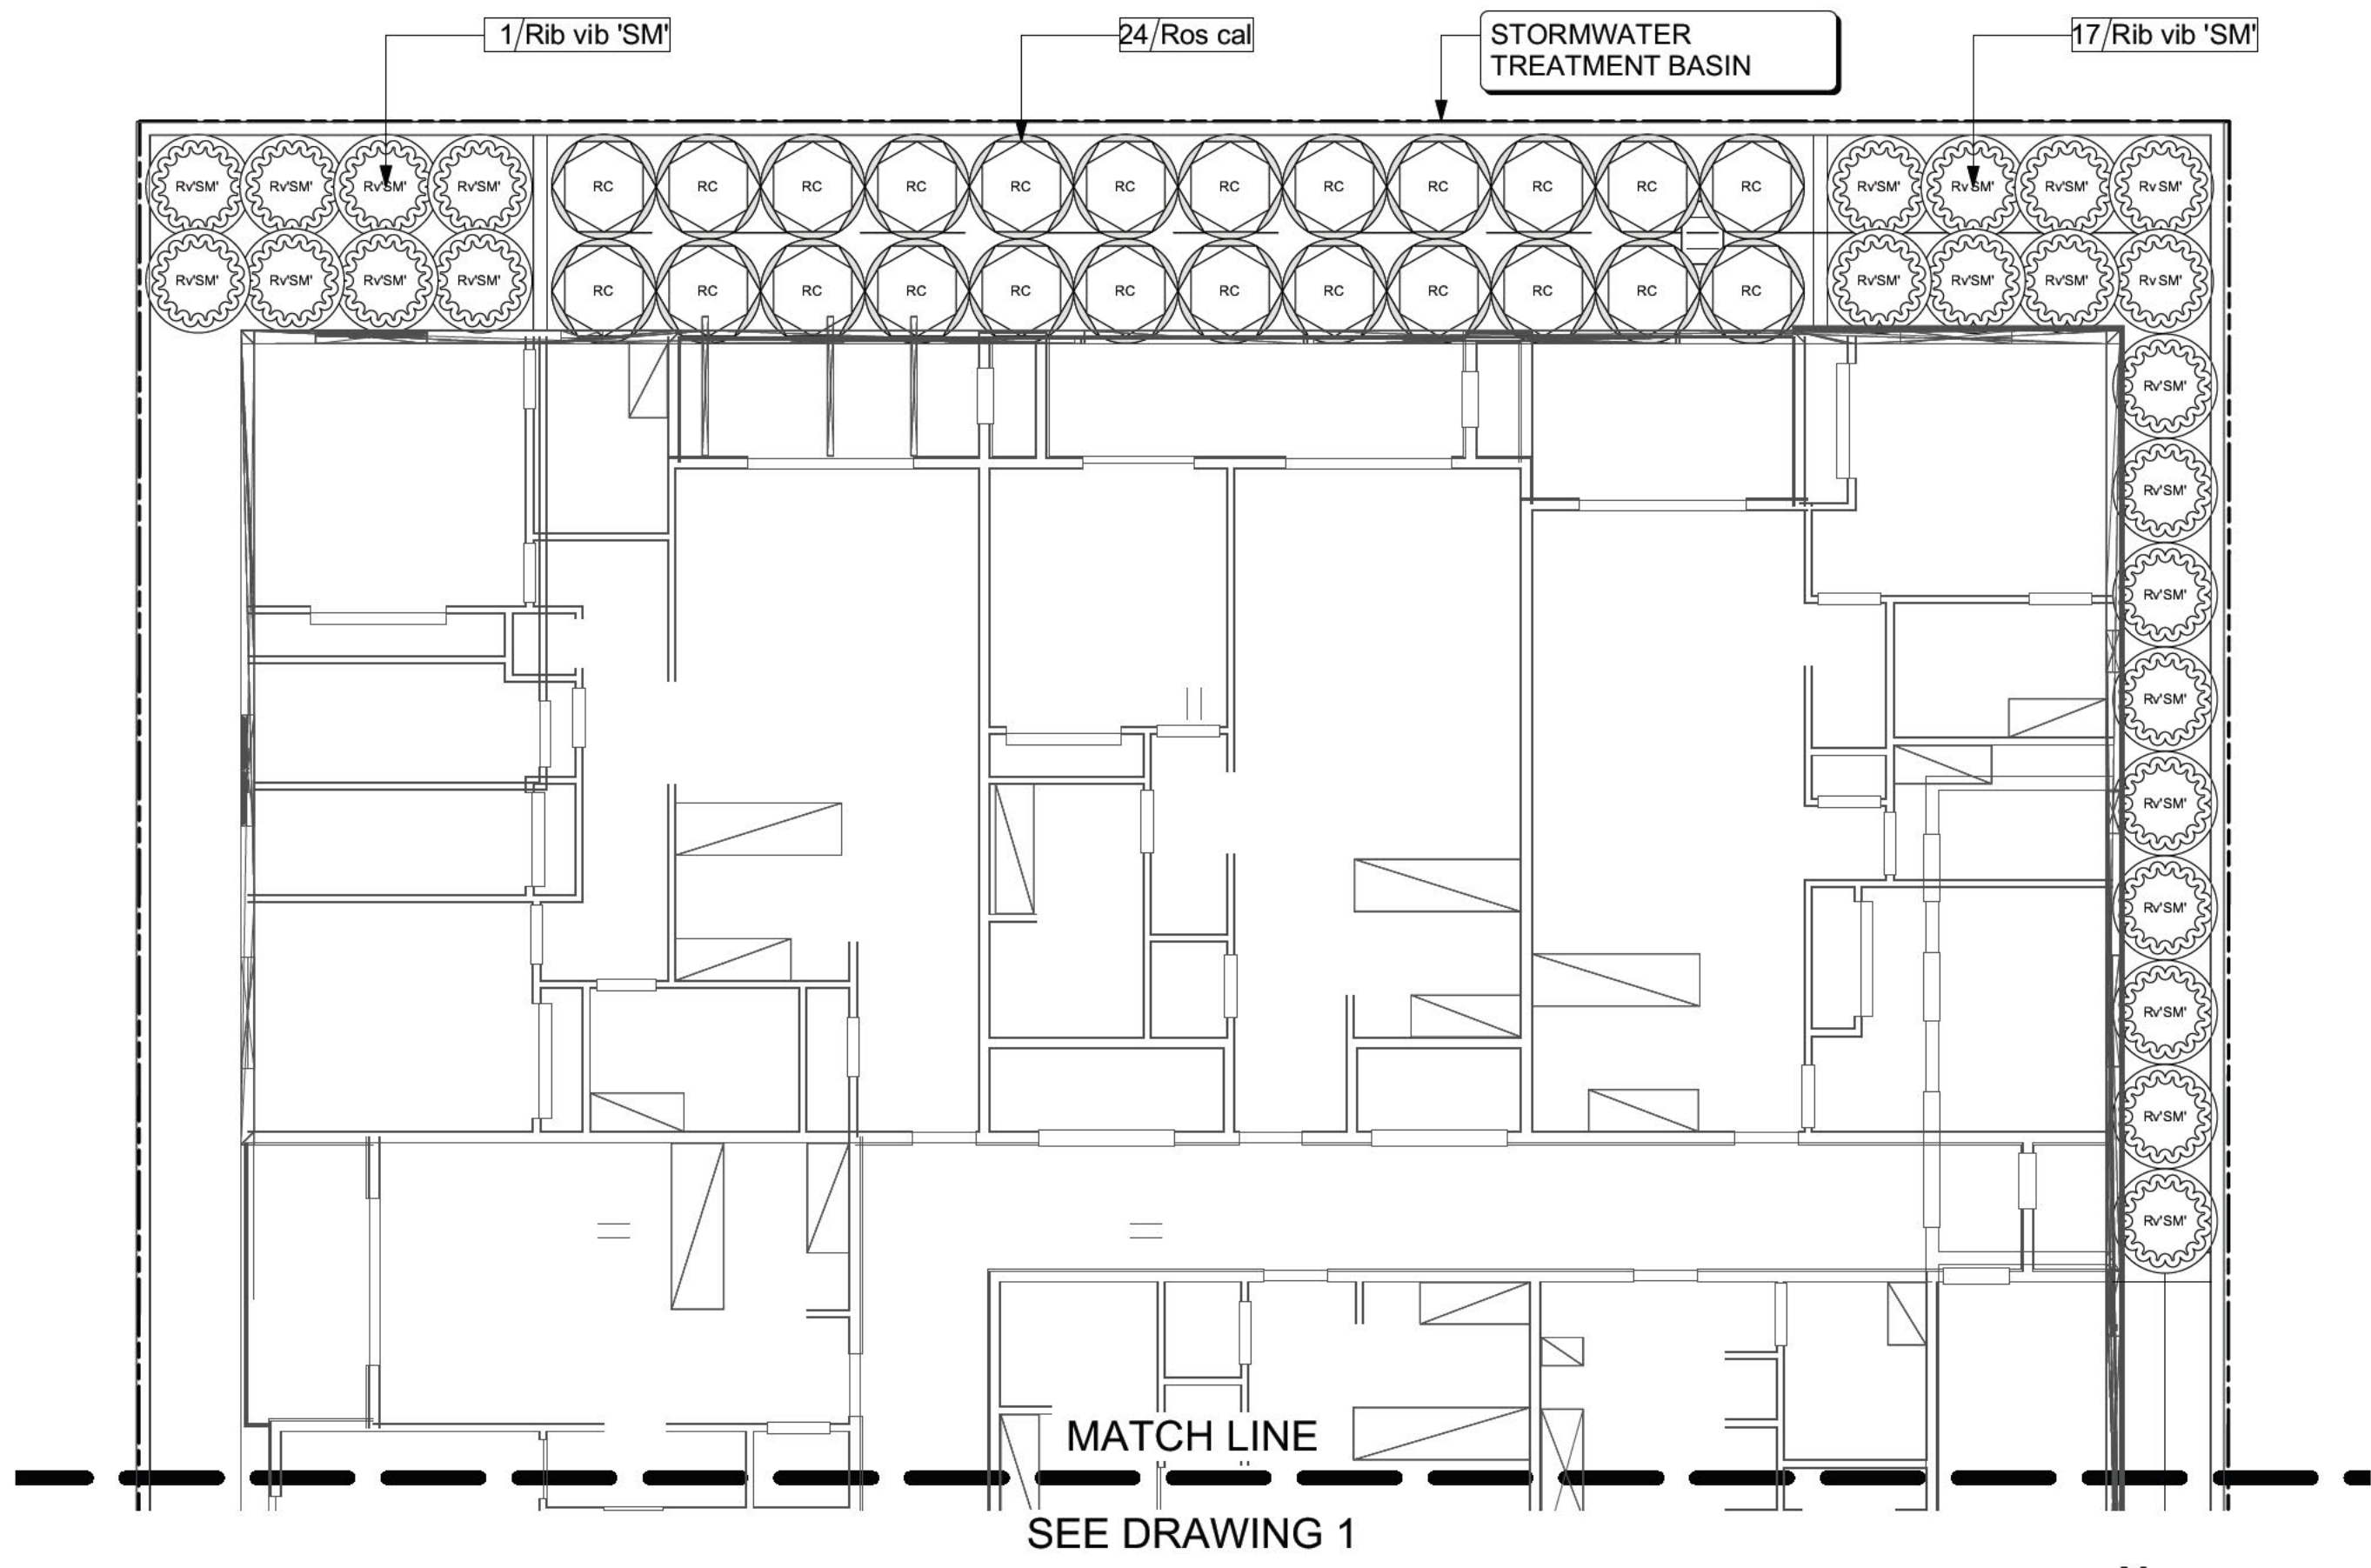 1/Rib vib 'SM'
24/Ros cal
STORMWATER
TREATMENT BASIN
17/Rib vib 'SM'
Rv'SM' Rv'SM' Rv'SM' Rv'SM' RC RC RC RC RC RC RC RC RC RC RC RC Rv'SM' Rv SM' Rv'SM' Rv SM'
Rv'SM' Rv'SM' Rv'SM' Rv'SM' RC RC RC RC RC RC RC RC RC RC RC RC Rv'SM' Rv'SM' Rv'SM' Rv SM'
Rv'SM'
Rv'SM'
Rv'SM'
Rv'SM'
Rv'SM'
Rv'SM'
Rv'SM'
Rv'SM'
Rv'SM'
MATCH LINE
SEE DRAWING 1